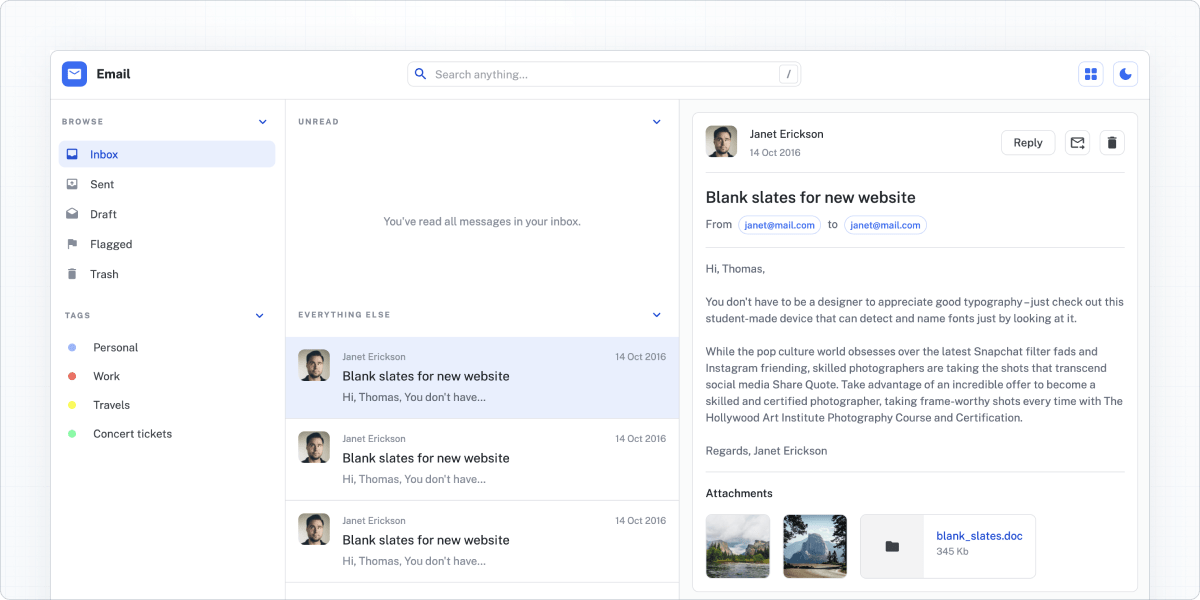 Email
Search anything...
/
BROWSE
Inbox
Sent
Draft
Flagged
Trash
TAGS
Personal
Work
Travels
Concert tickets
UNREAD
You've read all messages in your inbox.
EVERYTHING ELSE
Janet Erickson 14 Oct 2016
Blank slates for new website
Hi, Thomas, You don't have...
Janet Erickson 14 Oct 2016
Blank slates for new website
Hi, Thomas, You don't have...
Janet Erickson 14 Oct 2016
Blank slates for new website
Hi, Thomas, You don't have...
Janet Erickson
14 Oct 2016
Reply
Blank slates for new website
From janet@mail.com to janet@mail.com
Hi, Thomas,
You don't have to be a designer to appreciate good typography – just check out this
student-made device that can detect and name fonts just by looking at it.
While the pop culture world obsesses over the latest Snapchat filter fads and
Instagram friending, skilled photographers are taking the shots that transcend
social media Share Quote. Take advantage of an incredible offer to become a
skilled and certified photographer, taking frame-worthy shots every time with The
Hollywood Art Institute Photography Course and Certification.
Regards, Janet Erickson
Attachments
blank_slates.doc
345 Kb